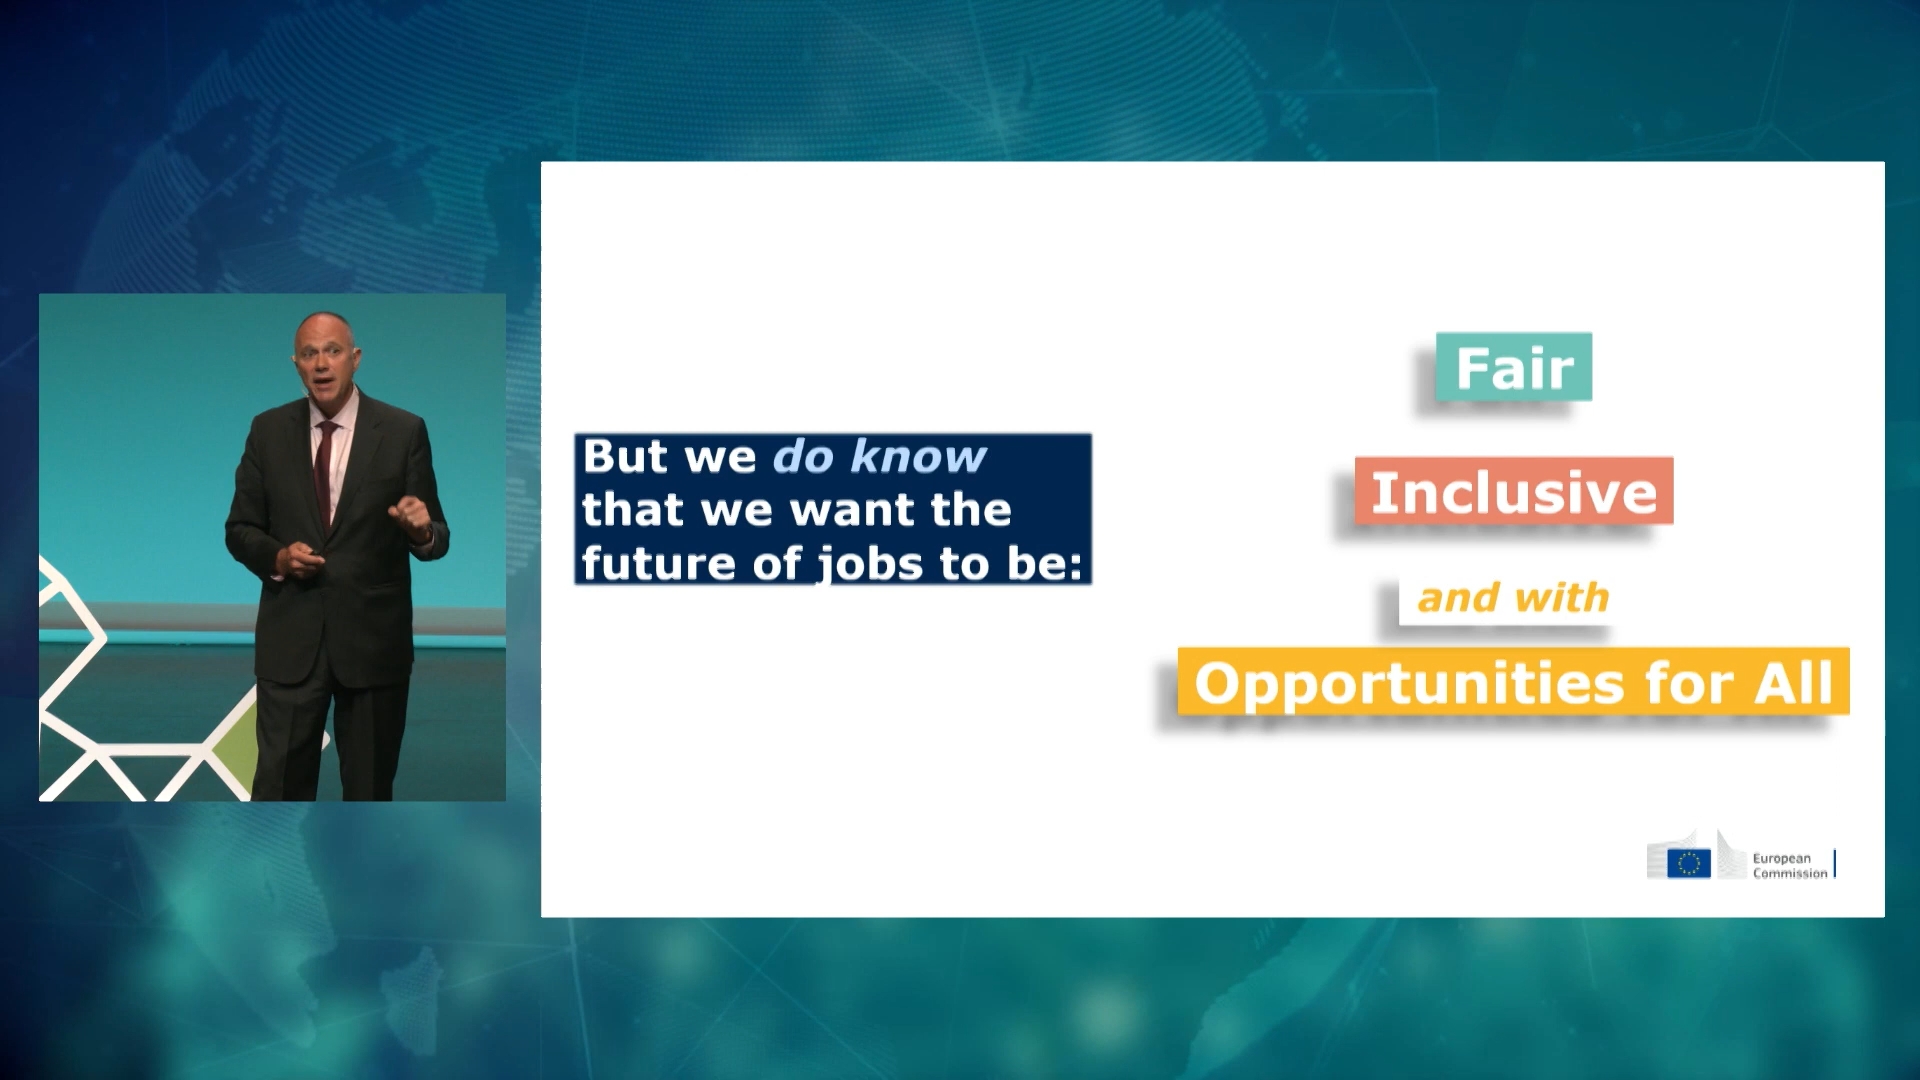 But we do know
that we want the
future of jobs to be:
Fair
Inclusive
and with
Opportunities for All
European
Commission